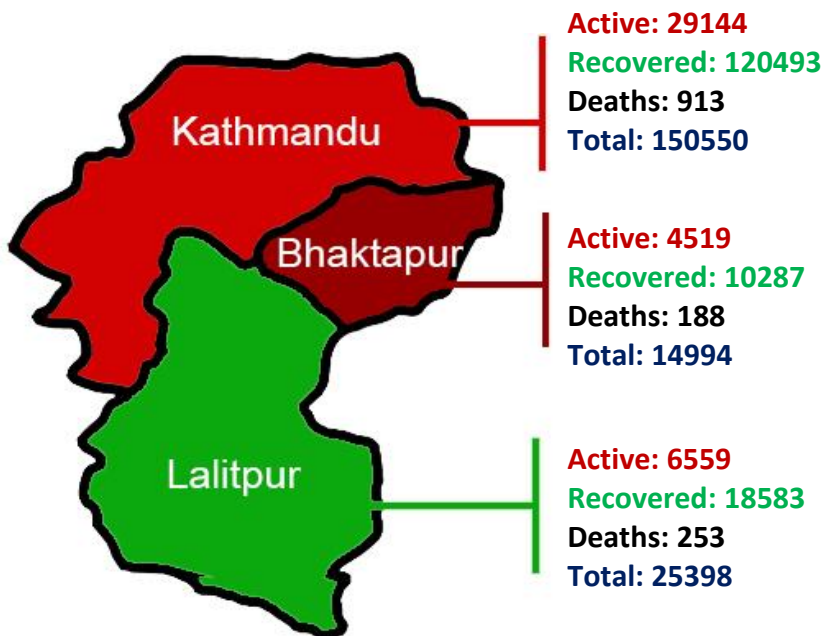 Active: 29144
Recovered: 120493
Deaths: 913
Total: 150550
Kathmandu
Active: 4519
Recovered: 10287
Deaths: 188
Total: 14994
Bhaktapur
Active: 6559
Recovered: 18583
Deaths: 253
Total: 25398
Lalitpur